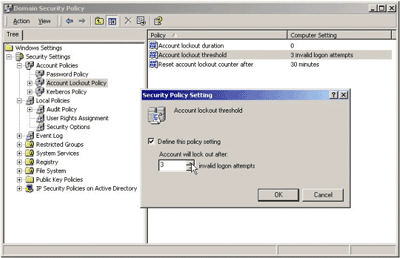 Domain Security Policy
Action View
Tree
Policy Computer Setting
Windows Settings
Security Settings
Account Policies
Password Policy
Account Lockout Policy
Kerberos Policy
Local Policies
Audit Policy
User Rights Assignment
Security Options
Event Log
Restricted Groups
System Services
Registry
File System
Public Key Policies
IP Security Policies on Active Directory
Account lockout duration 0
Account lockout threshold 3 invalid logon attempts
Reset account lockout counter after 30 minutes
Security Policy Setting
Account lockout threshold
Define this policy setting
Account will lock out after:
3 invalid logon attempts
OK Cancel